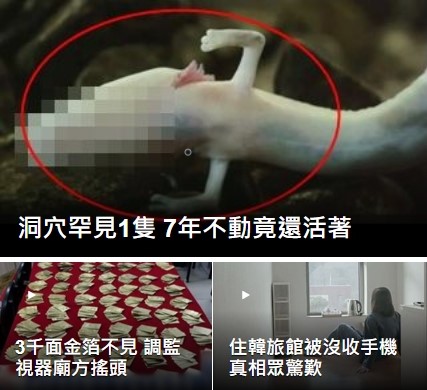 洞穴罕見1隻 7年不動竟還活著
3千面金箔不見 調監
視器廟方搖頭
住韓旅館被沒收手機
真相眾驚歎